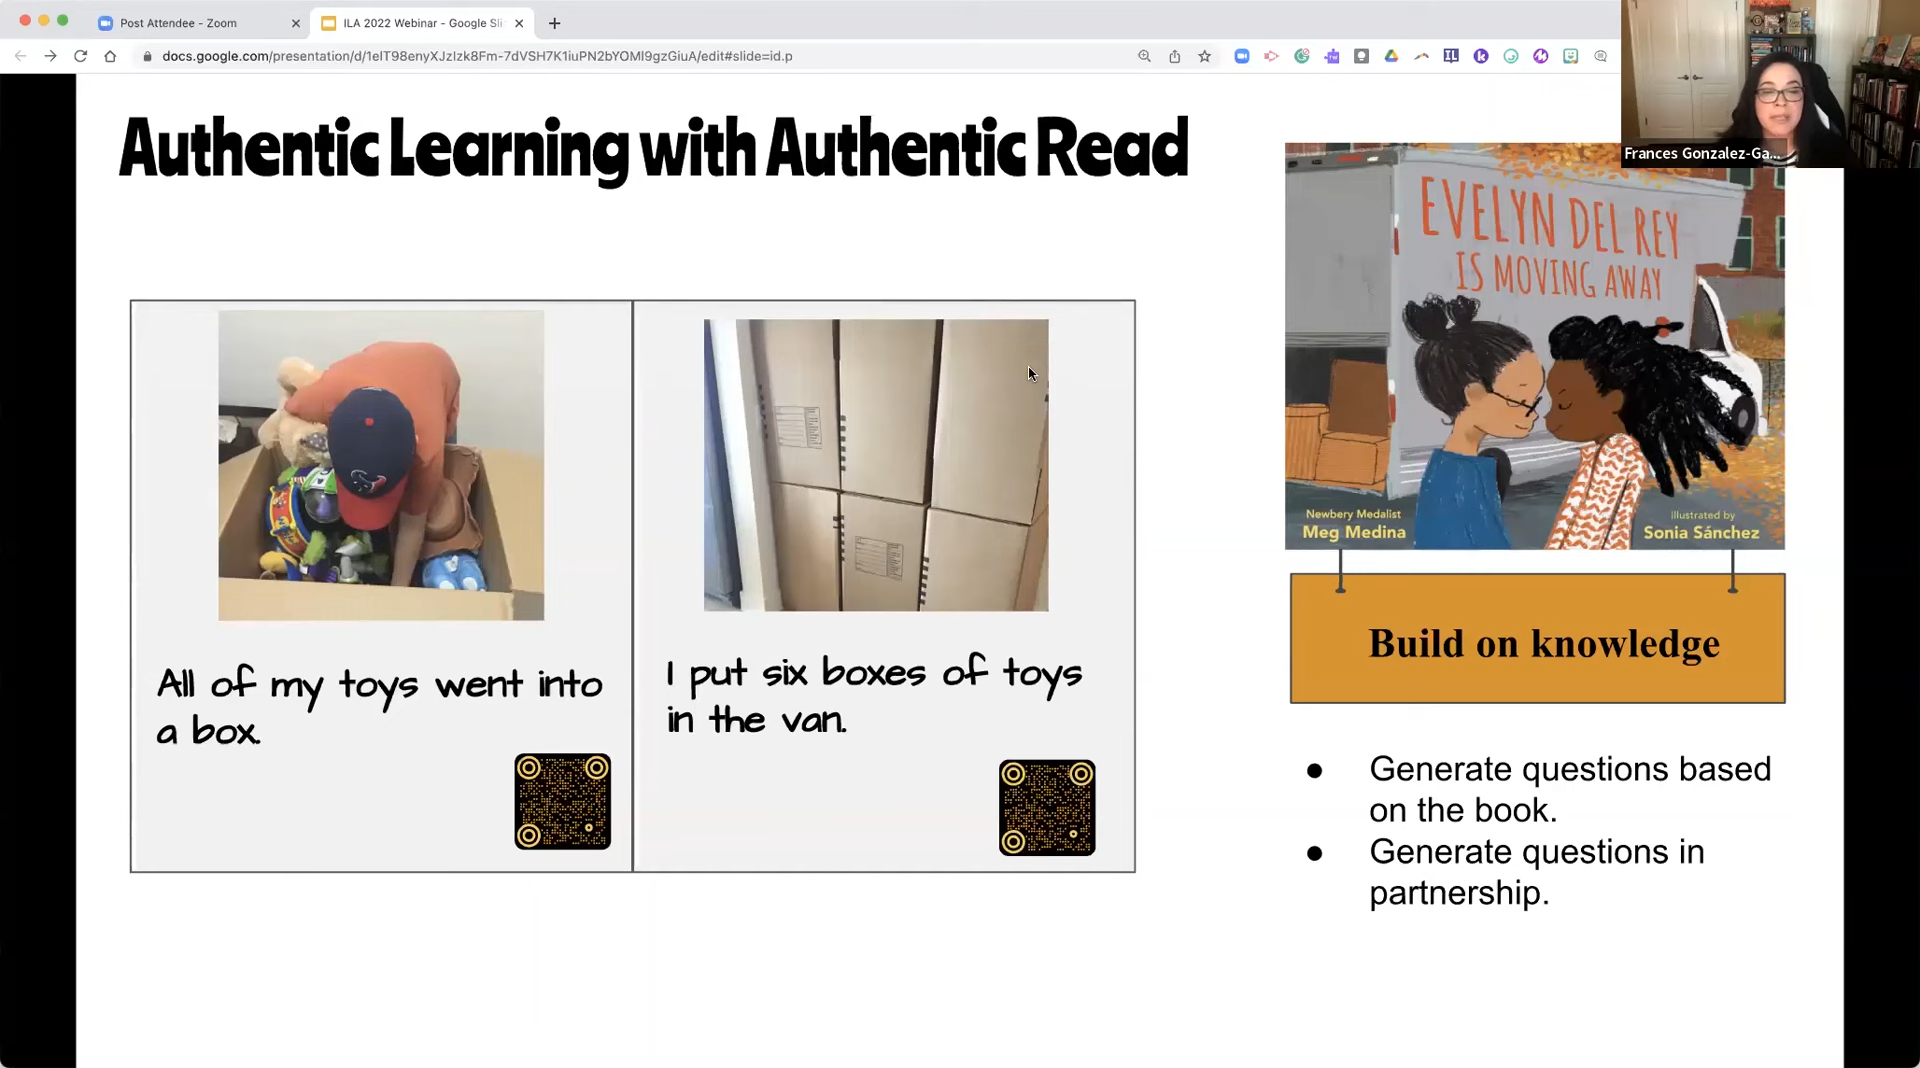 Post Attendee - Zoom
ILA 2022 Webinar - Google Sli
docs.google.com/presentation/d/1elT98enyXJzIzk8Fm-7dVSH7K1iuPN2bYOMl9gzGiuA/edit#slide=id.p
Frances Gonzalez-Ga...
Authentic Learning with Authentic Read
EVELYN DEL REY
IS MOVING AWAY
Newbery Medalist
Meg Medina
illustrated by
Sonia Sánchez
All of my toys went into
a box.
I put six boxes of toys
in the van.
Build on knowledge
● Generate questions based
on the book.
● Generate questions in
partnership.